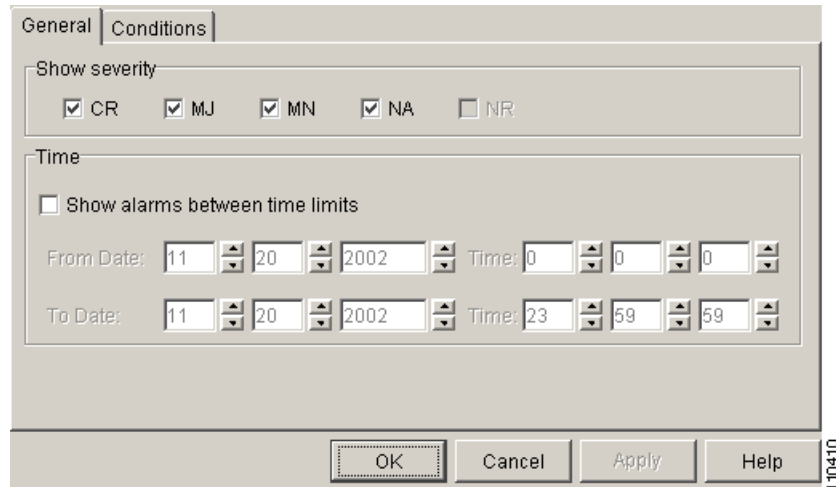 General Conditions
Show severity
CR MJ MN NA NR
Time
Show alarms between time limits
From Date: 11 20 2002 Time: 0 0 0
To Date: 11 20 2002 Time: 23 59 59
OK Cancel Apply Help
110410